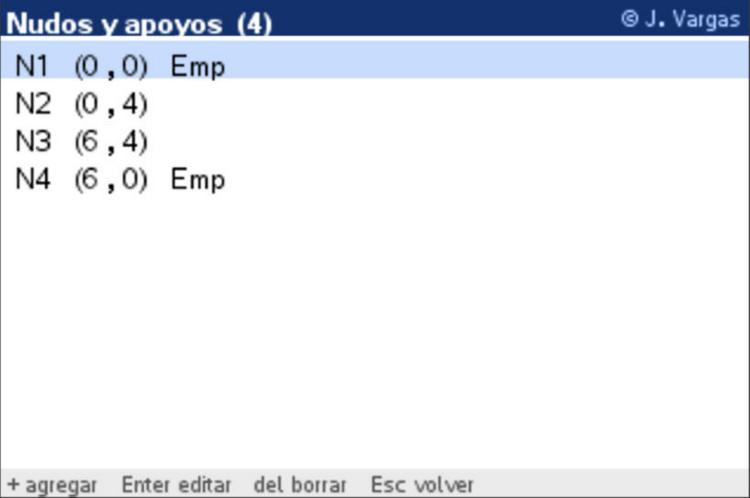 Nudos y apoyos (4) © J. Vargas
N1 (0,0) Emp
N2 (0,4)
N3 (6,4)
N4 (6,0) Emp
+ agregar Enter editar del borrar Esc volver